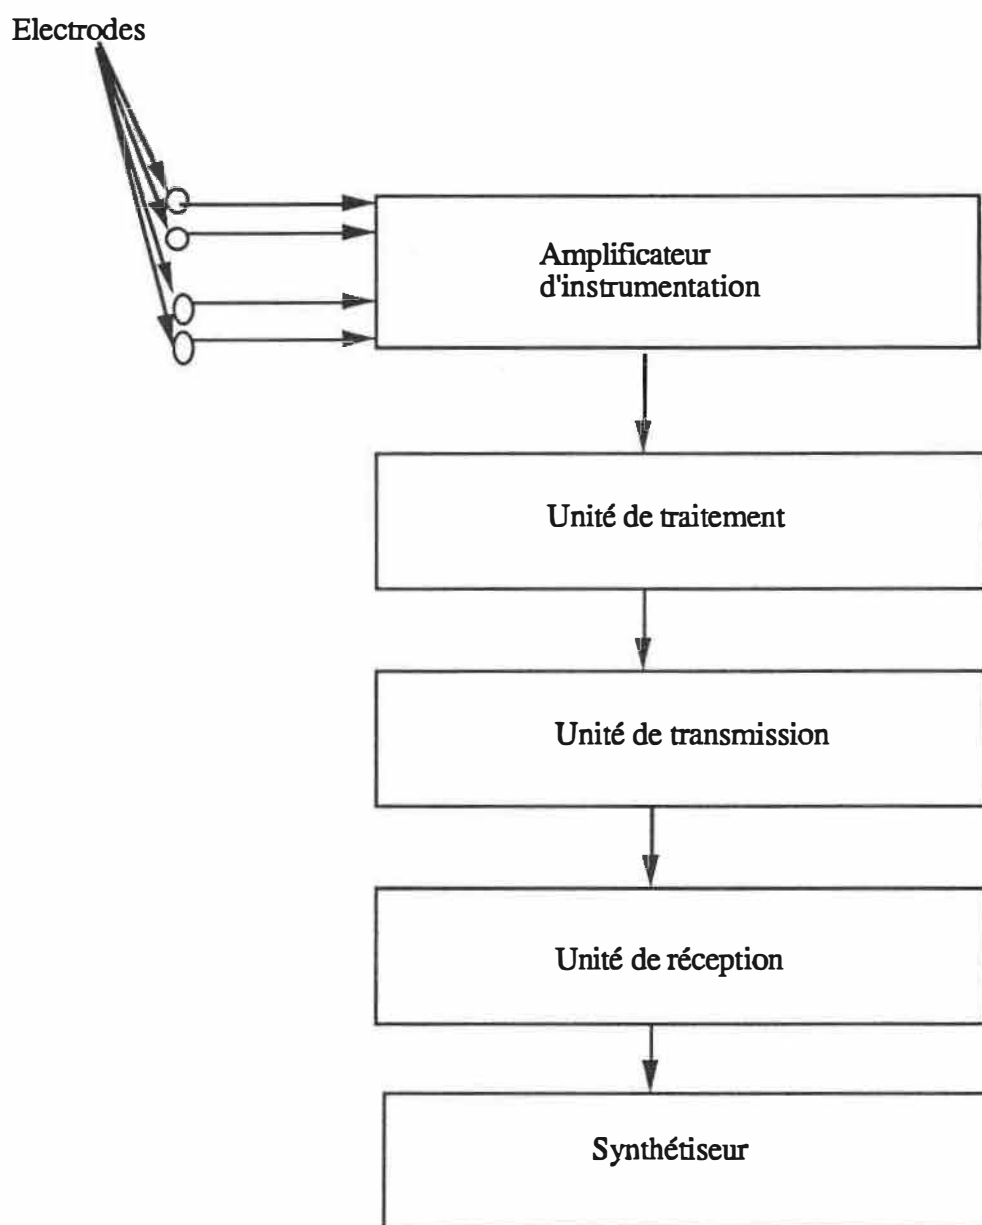 Electrodes
Amplificateur
d'instrumentation
Unité de traitement
Unité de transmission
Unité de réception
Synthétiseur